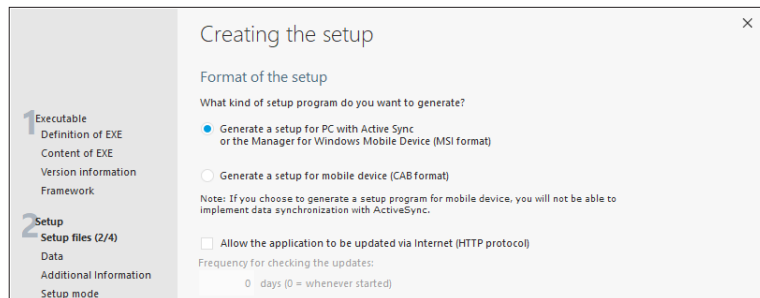 Creating the setup
Format of the setup
What kind of setup program do you want to generate?
Generate a setup for PC with Active Sync
or the Manager for Windows Mobile Device (MSI format)
Generate a setup for mobile device (CAB format)
Note: If you choose to generate a setup program for mobile device, you will not be able to
implement data synchronization with ActiveSync.
Allow the application to be updated via Internet (HTTP protocol)
Frequency for checking the updates:
0 days (0 = whenever started)
1 Executable
Definition of EXE
Content of EXE
Version information
Framework
2 Setup
Setup files (2/4)
Data
Additional Information
Setup mode